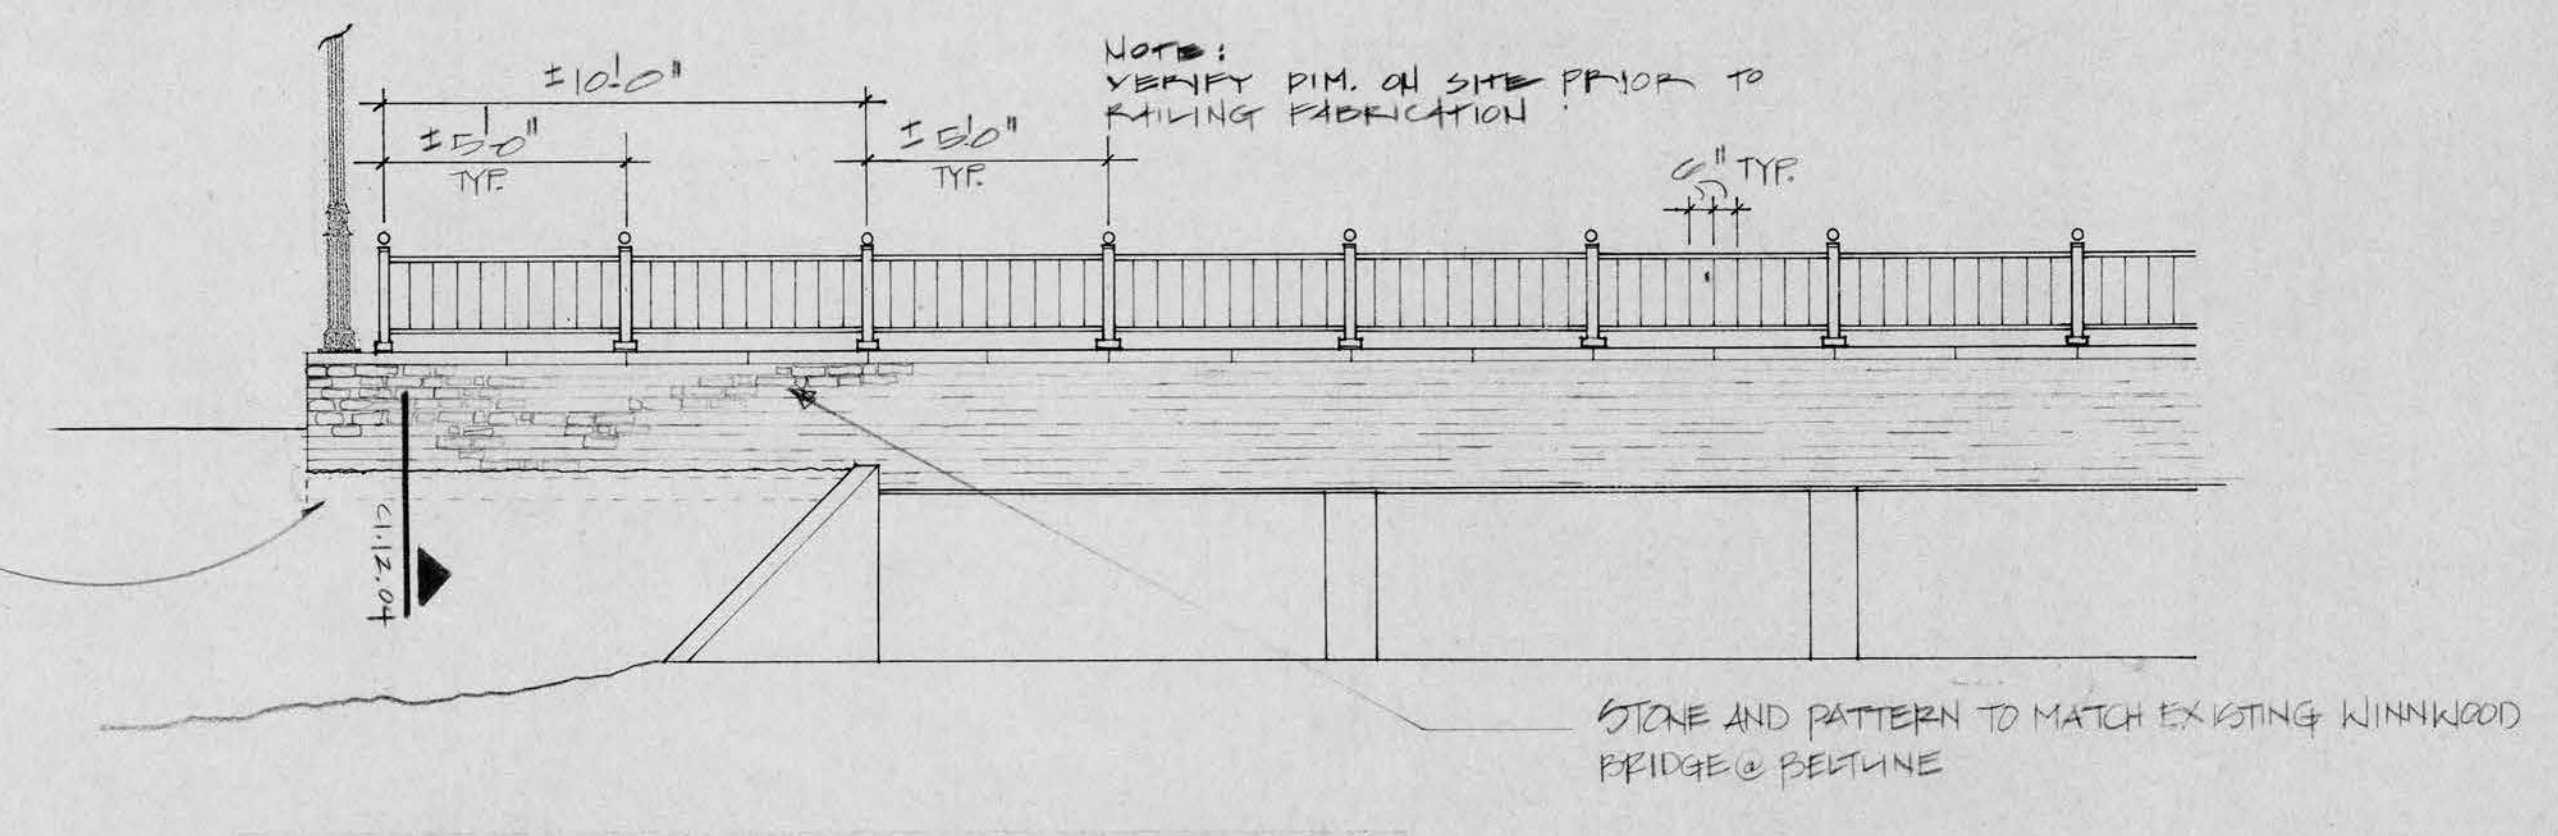 ±10'-0"
NOTE:
VERIFY DIM. ON SITE PRIOR TO
RAILING FABRICATION
±5'-0"
TYP.
±5'-0"
TYP.
6" TYP.
C1.12.04
STONE AND PATTERN TO MATCH EXISTING WINNWOOD
BRIDGE @ BELTLINE